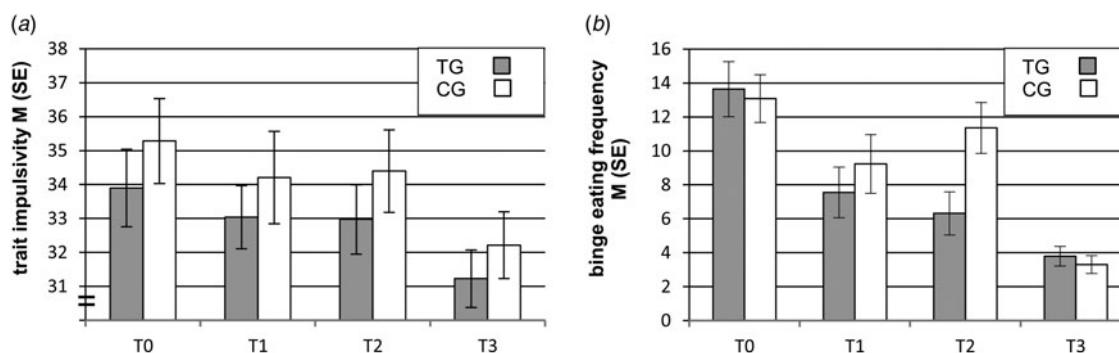 (a)
trait impulsivity M (SE)
38
37
36
35
34
33
32
31
TG
CG
T0
T1
T2
T3
(b)
binge eating frequency
M (SE)
16
14
12
10
8
6
4
2
0
TG
CG
T0
T1
T2
T3